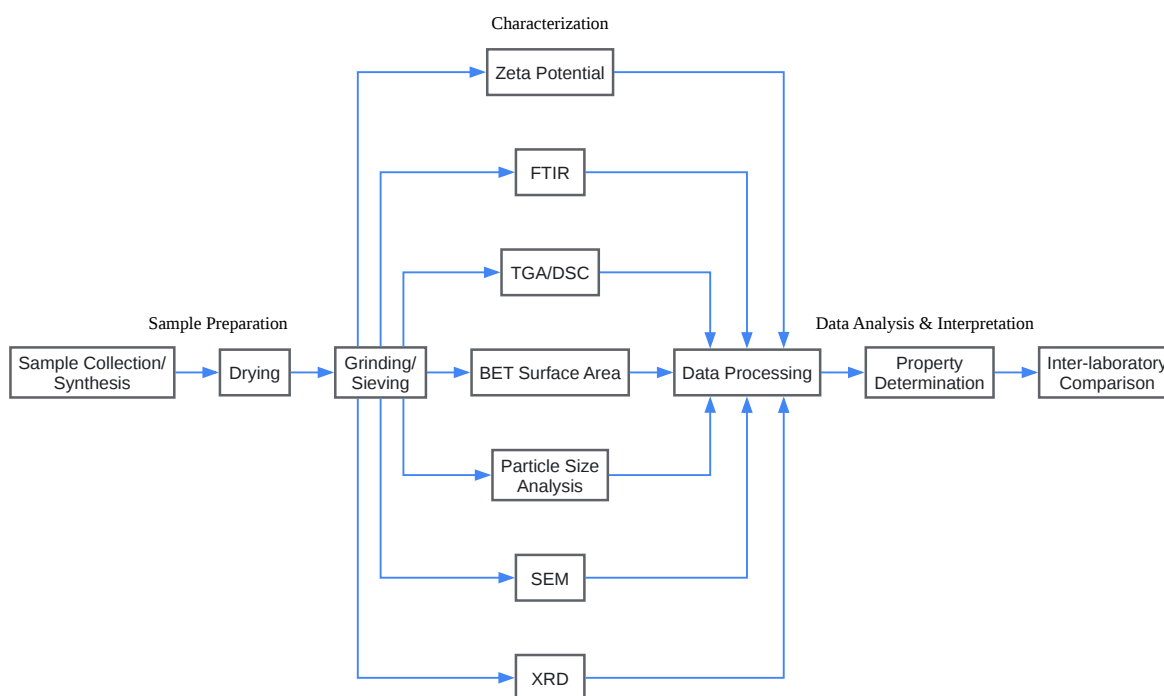 Characterization
Zeta Potential
FTIR
TGA/DSC
Sample Preparation
Data Analysis & Interpretation
Sample Collection/
Synthesis
Drying
Grinding/
Sieving
BET Surface Area
Data Processing
Property
Determination
Inter-laboratory
Comparison
Particle Size
Analysis
SEM
XRD